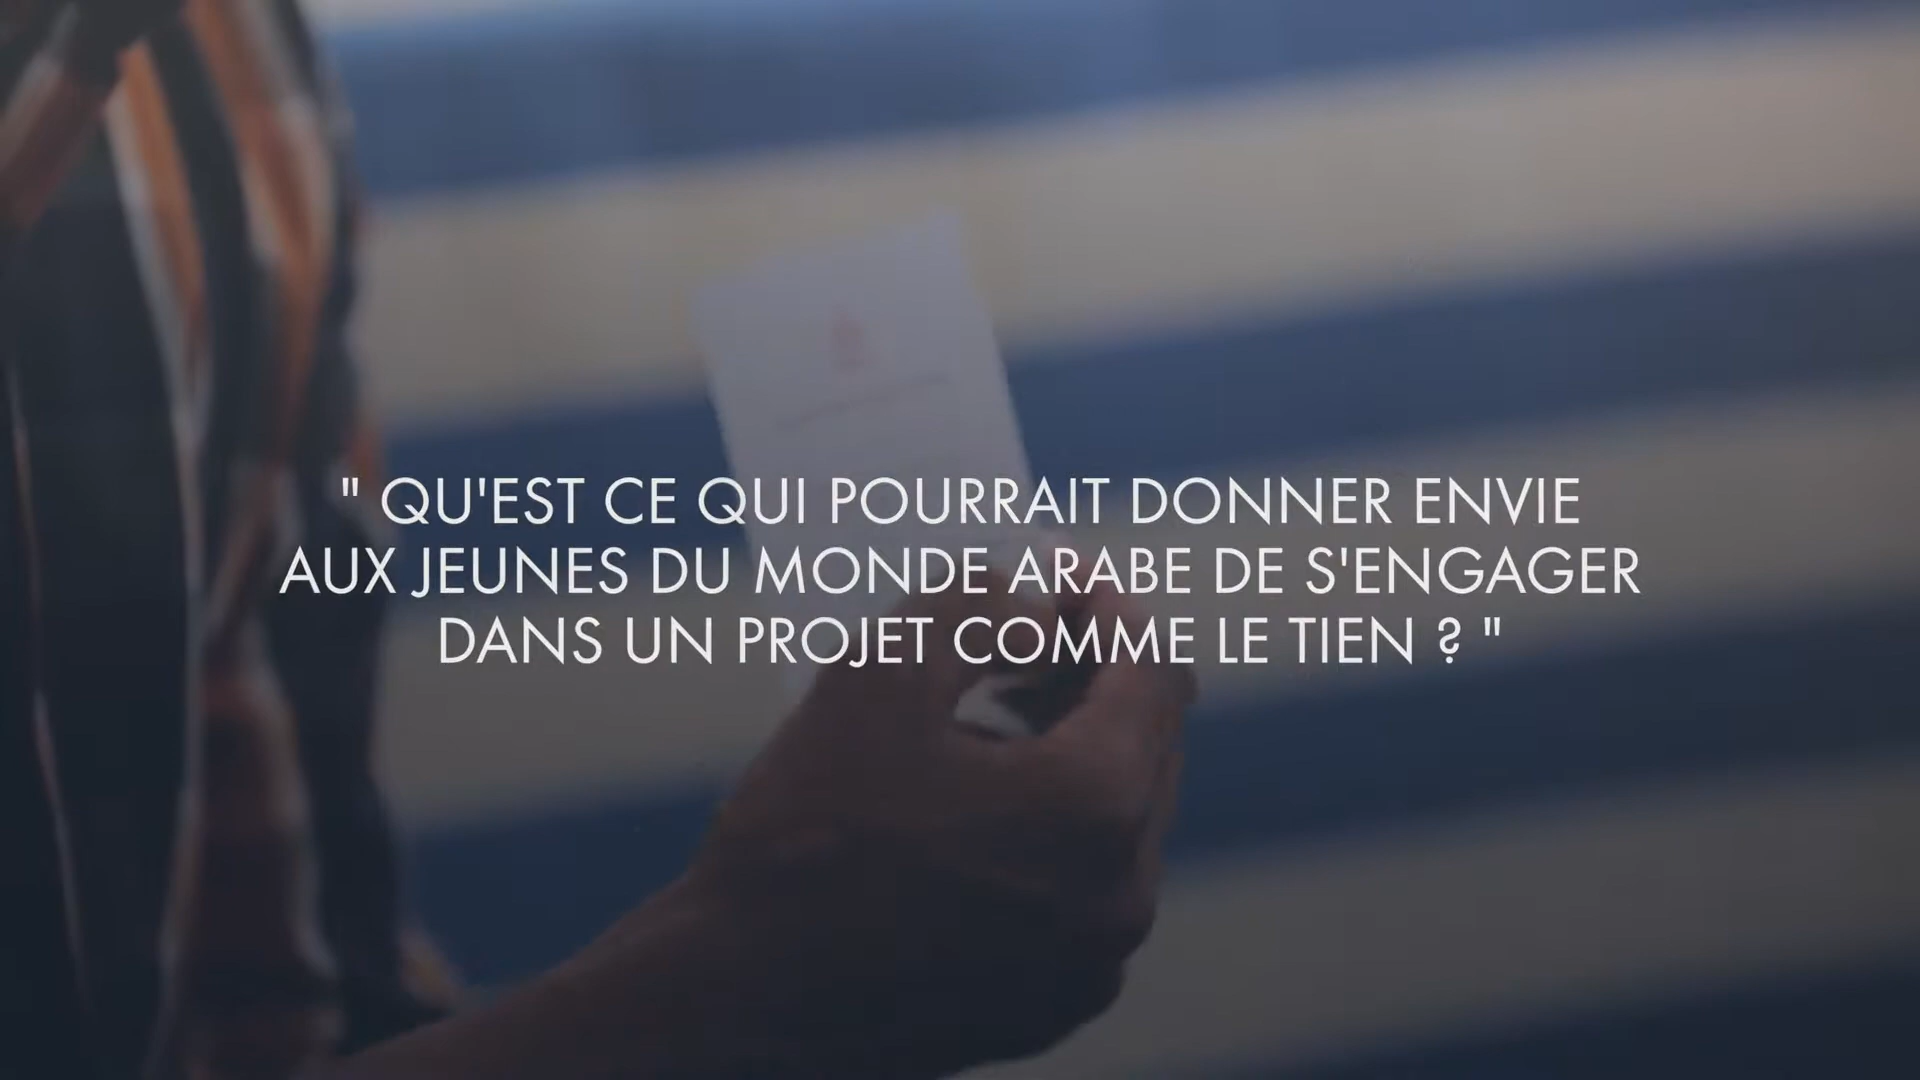 " QU'EST CE QUI POURRAIT DONNER ENVIE
AUX JEUNES DU MONDE ARABE DE S'ENGAGER
DANS UN PROJET COMME LE TIEN ? "